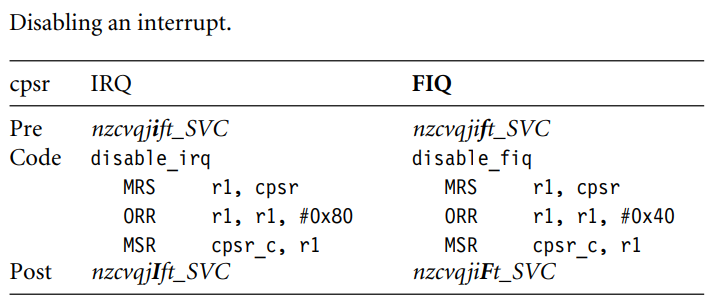 Disabling an interrupt.
cpsr IRQ FIQ
Pre nzcvqjift_SVC nzcvqjift_SVC
Code disable_irq disable_fiq
MRS r1, cpsr MRS r1, cpsr
ORR r1, r1, #0x80 ORR r1, r1, #0x40
MSR cpsr_c, r1 MSR cpsr_c, r1
Post nzcvqjIft_SVC nzcvqjiFt_SVC